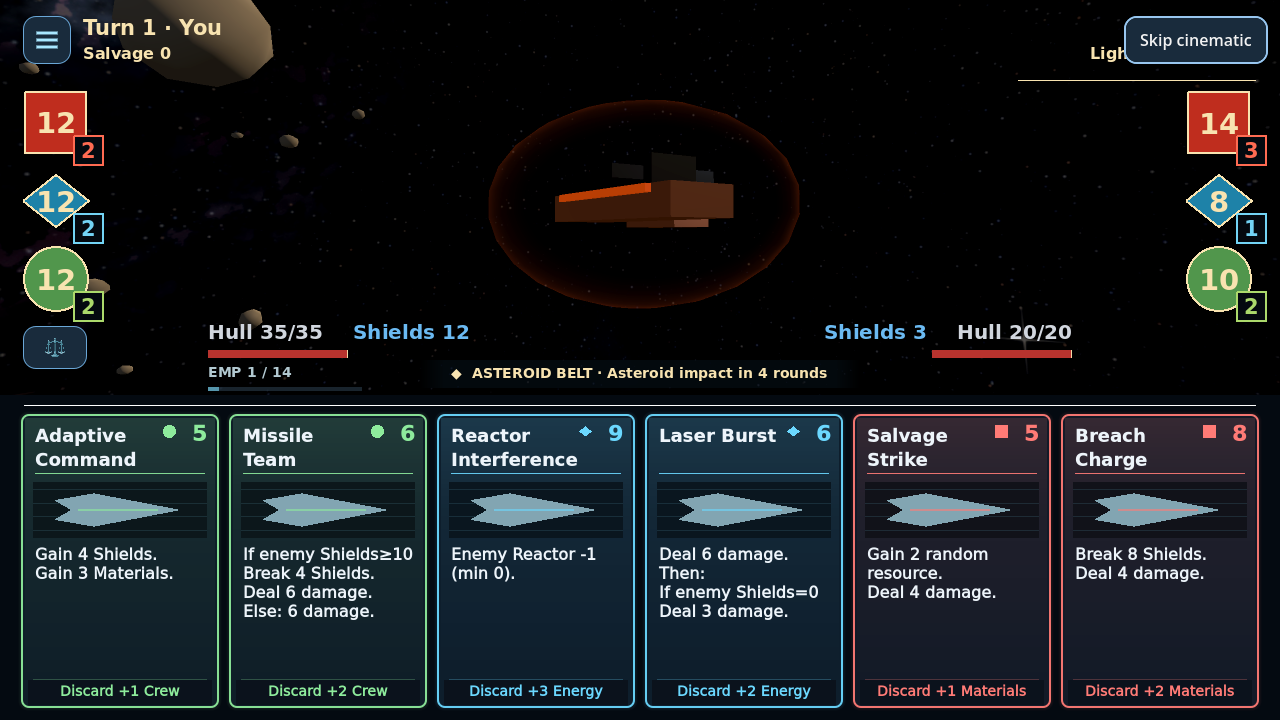 Turn 1 · You
Salvage 0
Skip cinematic
12
2
12
2
12
2
14
3
8
1
10
2
Hull 35/35 Shields 12
EMP 1 / 14
Shields 3 Hull 20/20
◆ ASTEROID BELT · Asteroid impact in 4 rounds
Adaptive
Command
5
Gain 4 Shields.
Gain 3 Materials.
Discard +1 Crew
Missile
Team
6
If enemy Shields≥10
Break 4 Shields.
Deal 6 damage.
Else: 6 damage.
Discard +2 Crew
Reactor
Interference
9
Enemy Reactor -1
(min 0).
Discard +3 Energy
Laser Burst
6
Deal 6 damage.
Then:
If enemy Shields=0
Deal 3 damage.
Discard +2 Energy
Salvage
Strike
5
Gain 2 random
resource.
Deal 4 damage.
Discard +1 Materials
Breach
Charge
8
Break 8 Shields.
Deal 4 damage.
Discard +2 Materials